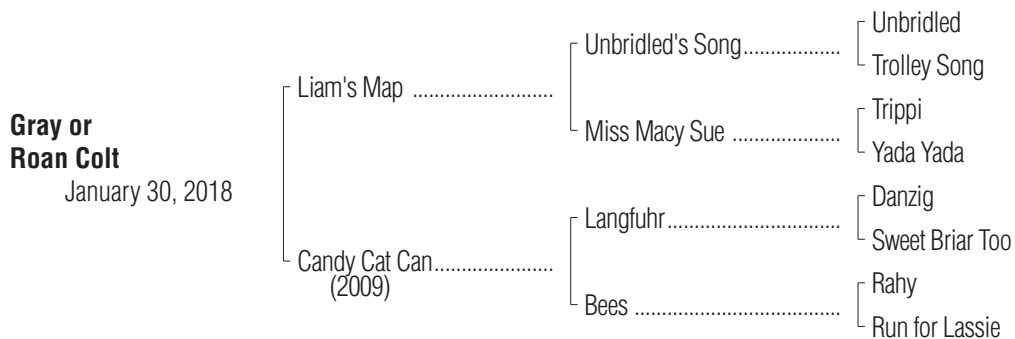 Gray or
Roan Colt
January 30, 2018
Liam's Map ........................
Candy Cat Can.....................
(2009)
Unbridled's Song.................
Miss Macy Sue ...................
Langfuhr..............................
Bees ....................................
Unbridled
Trolley Song
Trippi
Yada Yada
Danzig
Sweet Briar Too
Rahy
Run for Lassie